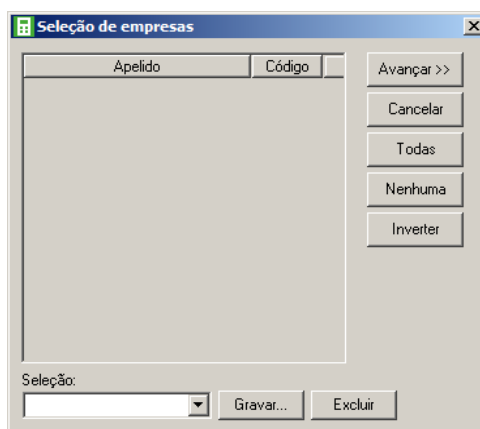 Seleção de empresas
Apelido Código
Avançar >>
Cancelar
Todas
Nenhuma
Inverter
Seleção:
Gravar... Excluir